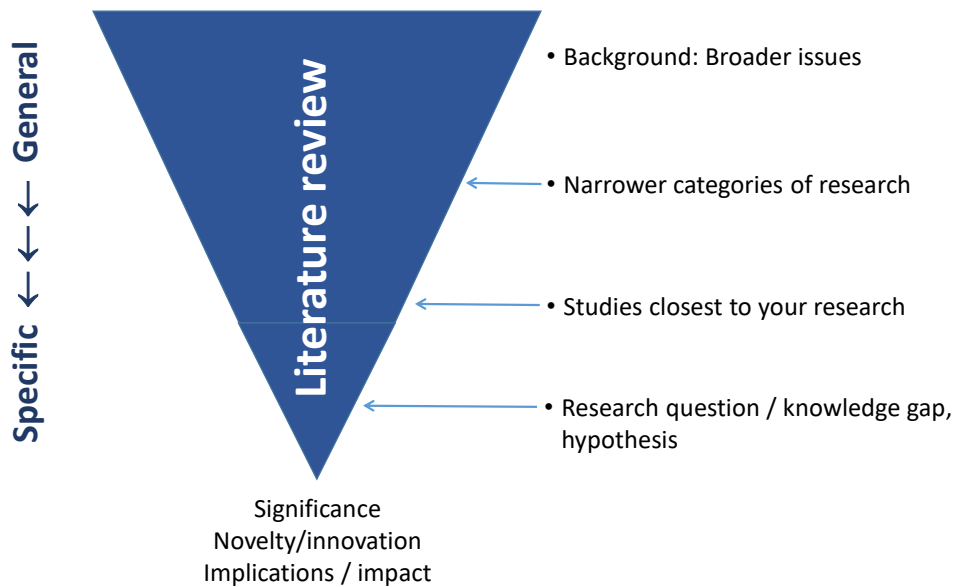 Specific ← ← ← General
Literature review
• Background: Broader issues
• Narrower categories of research
• Studies closest to your research
• Research question / knowledge gap,
hypothesis
Significance
Novelty/innovation
Implications / impact